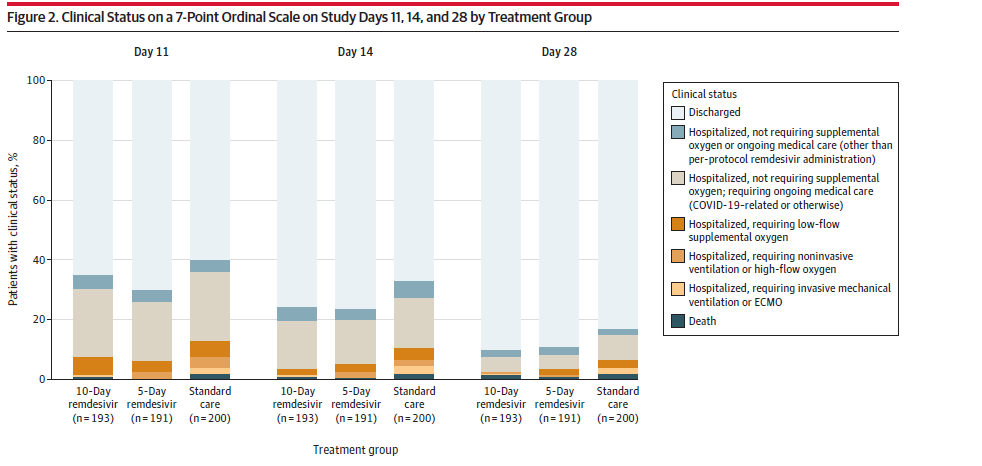 Figure 2. Clinical Status on a 7-Point Ordinal Scale on Study Days 11, 14, and 28 by Treatment Group
Day 11
Day 14
Day 28
100
80
60
40
20
0
Patients with clinical status, %
10-Day remdesivir (n=193)
5-Day remdesivir (n=191)
Standard care (n=200)
10-Day remdesivir (n=193)
5-Day remdesivir (n=191)
Standard care (n=200)
10-Day remdesivir (n=193)
5-Day remdesivir (n=191)
Standard care (n=200)
Treatment group
Clinical status
Discharged
Hospitalized, not requiring supplemental
oxygen or ongoing medical care (other than
per-protocol remdesivir administration)
Hospitalized, not requiring supplemental
oxygen; requiring ongoing medical care
(COVID-19–related or otherwise)
Hospitalized, requiring low-flow
supplemental oxygen
Hospitalized, requiring noninvasive
ventilation or high-flow oxygen
Hospitalized, requiring invasive mechanical
ventilation or ECMO
Death